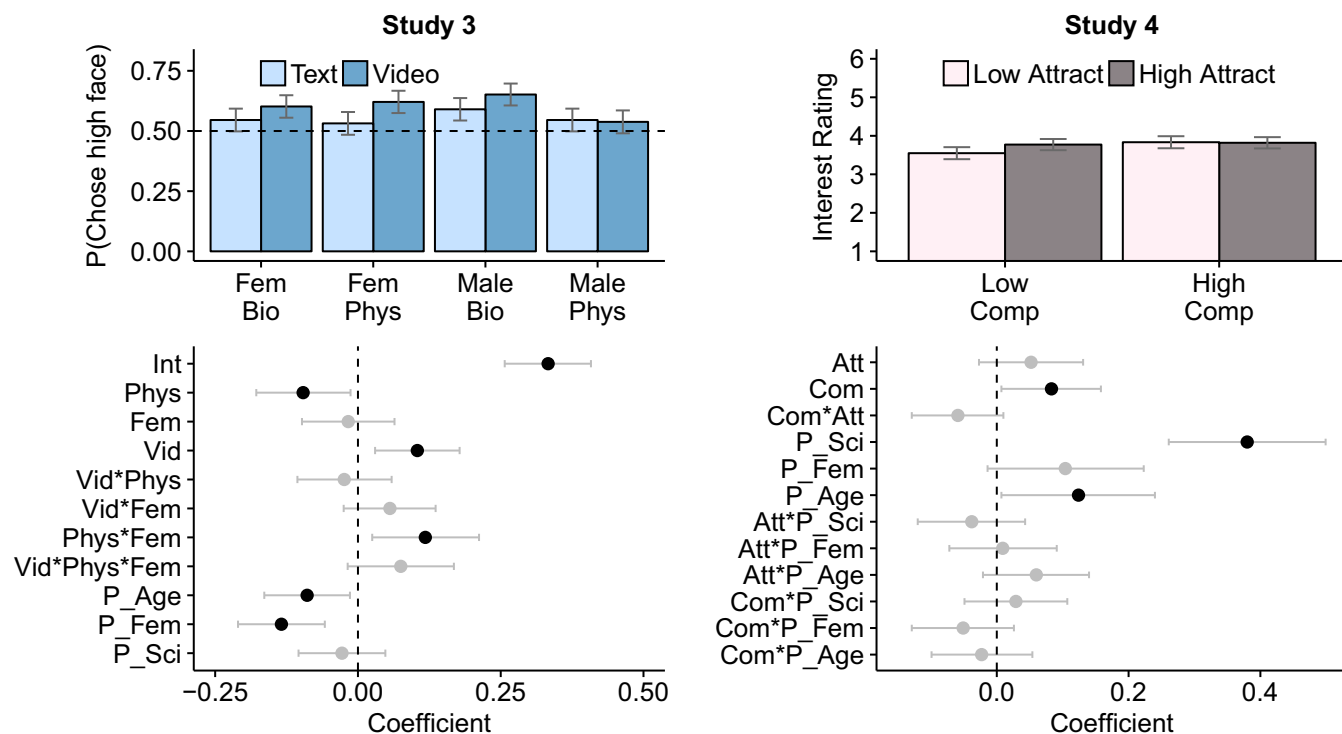 Study 3
P(Chose high face)
Text Video
0.75
0.50
0.25
0.00
Fem Bio
Fem Phys
Male Bio
Male Phys
Int
Phys
Fem
Vid
Vid*Phys
Vid*Fem
Phys*Fem
Vid*Phys*Fem
P_Age
P_Fem
P_Sci
−0.25 0.00 0.25 0.50
Coefficient
Study 4
Interest Rating
Low Attract High Attract
6
5
4
3
2
1
Low Comp
High Comp
Att
Com
Com*Att
P_Sci
P_Fem
P_Age
Att*P_Sci
Att*P_Fem
Att*P_Age
Com*P_Sci
Com*P_Fem
Com*P_Age
0.0 0.2 0.4
Coefficient